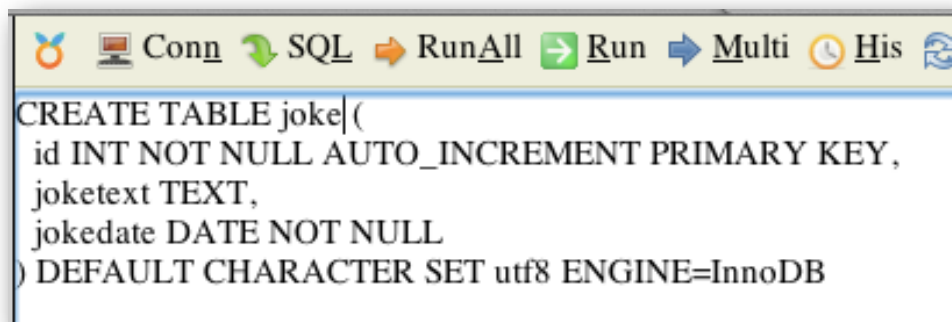 Conn SQL RunAll Run Multi His
CREATE TABLE joke (
id INT NOT NULL AUTO_INCREMENT PRIMARY KEY,
joketext TEXT,
jokedate DATE NOT NULL
) DEFAULT CHARACTER SET utf8 ENGINE=InnoDB